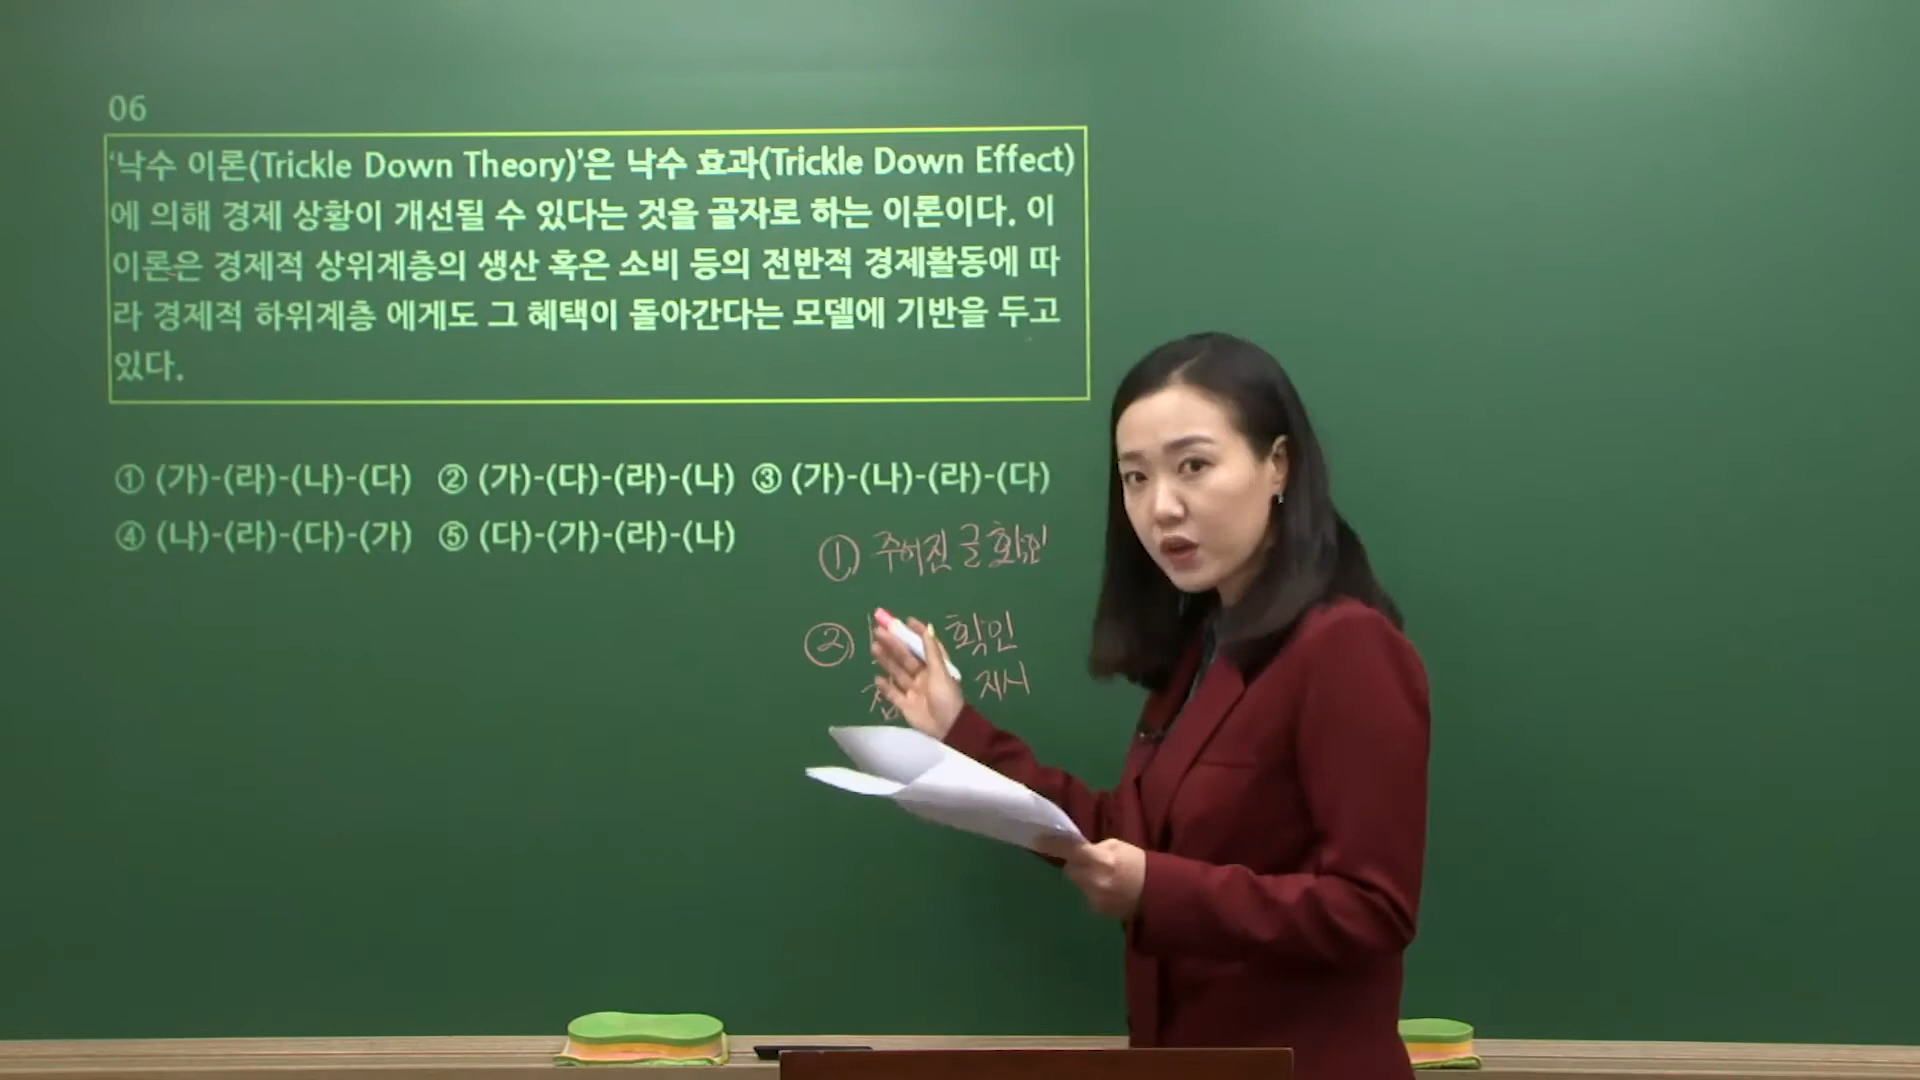 06
‘낙수 이론(Trickle Down Theory)’은 낙수 효과(Trickle Down Effect)
에 의해 경제 상황이 개선될 수 있다는 것을 골자로 하는 이론이다. 이
이론은 경제적 상위계층의 생산 혹은 소비 등의 전반적 경제활동에 따
라 경제적 하위계층 에게도 그 혜택이 돌아간다는 모델에 기반을 두고
있다.
① (가)-(라)-(나)-(다) ② (가)-(다)-(라)-(나) ③ (가)-(나)-(라)-(다)
④ (나)-(라)-(다)-(가) ⑤ (다)-(가)-(라)-(나)
① 주어진 글 확인
② 확인
제시